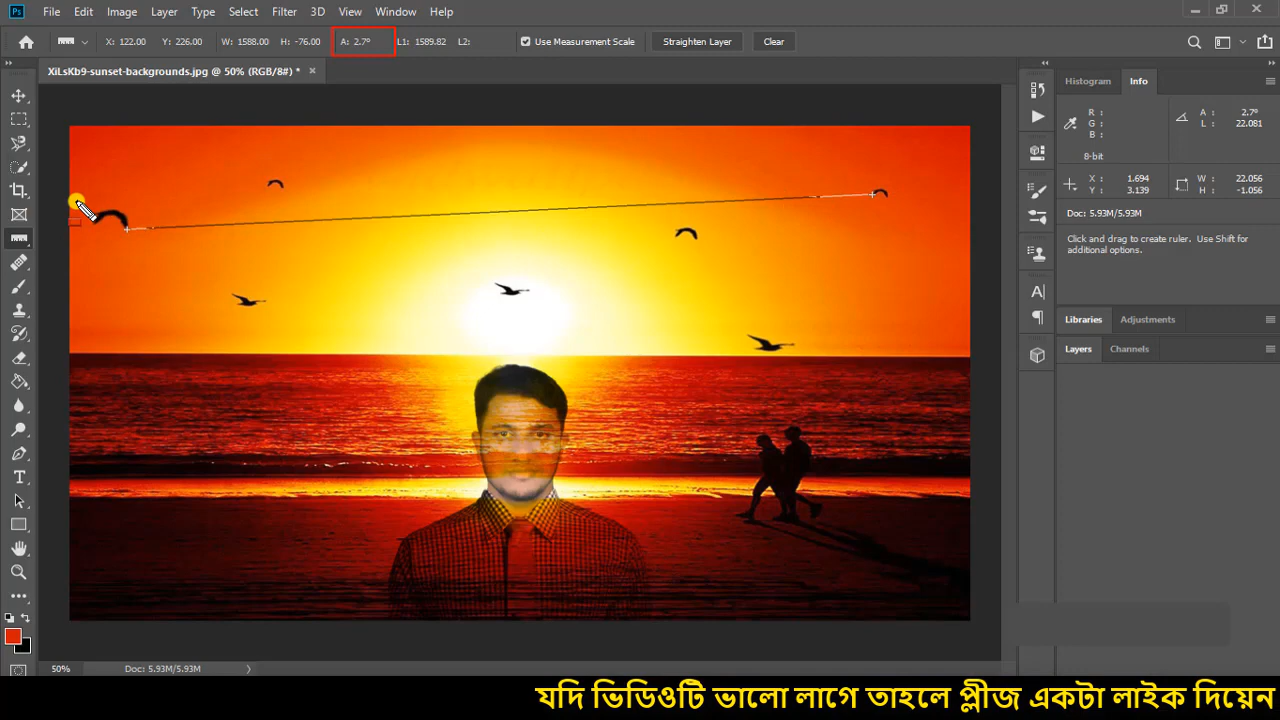 Ps File Edit Image Layer Type Select Filter 3D View Window Help
X: 122.00 Y: 226.00 W: 1588.00 H: -76.00 A: 2.7° L1: 1589.82 L2: Use Measurement Scale Straighten Layer Clear
XiLsKb9-sunset-backgrounds.jpg @ 50% (RGB/8#) *
Histogram Info
R : A : 2.7°
G : L : 22.081
B :
8-bit
X : 1.694 W : 22.056
Y : 3.139 H : -1.056
Doc: 5.93M/5.93M
Click and drag to create ruler. Use Shift for
additional options.
Libraries Adjustments
Layers Channels
50% Doc: 5.93M/5.93M
যদি ভিডিওটি ভালো লাগে তাহলে প্লীজ একটা লাইক দিয়েন